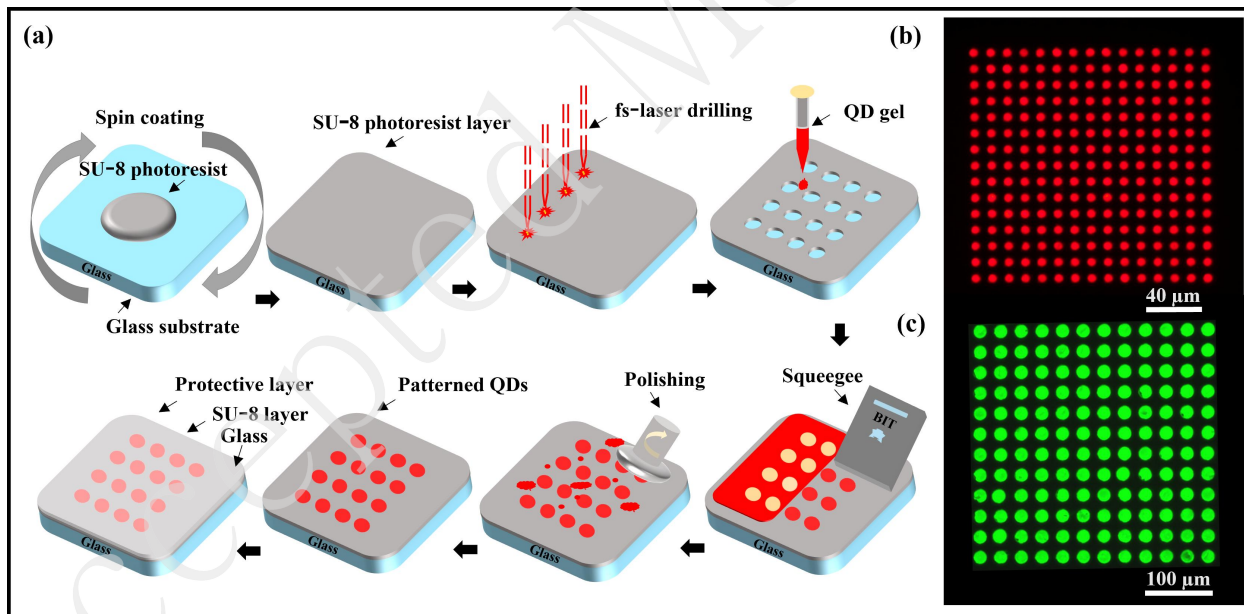 (a)
Spin coating
SU-8 photoresist
Glass
Glass substrate
SU-8 photoresist layer
Glass
fs-laser drilling
Glass
QD gel
Glass
Protective layer
SU-8 layer
Glass
Glass
Patterned QDs
Glass
Polishing
Glass
Squeegee
BIT
Glass
(b)
40 μm
(c)
100 μm